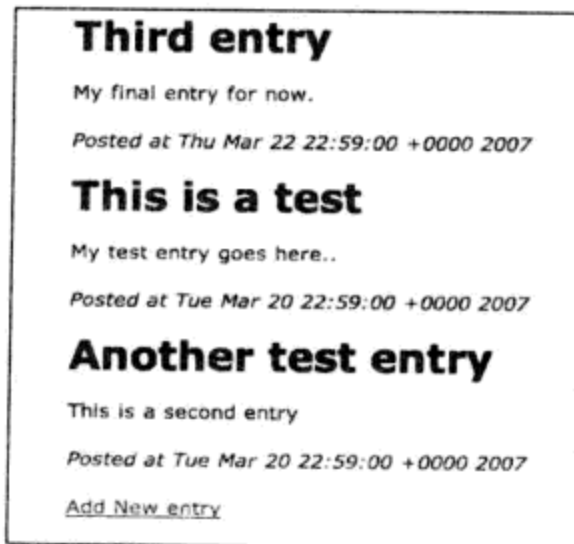 Third entry
My final entry for now.
Posted at Thu Mar 22 22:59:00 +0000 2007
This is a test
My test entry goes here..
Posted at Tue Mar 20 22:59:00 +0000 2007
Another test entry
This is a second entry
Posted at Tue Mar 20 22:59:00 +0000 2007
Add New entry